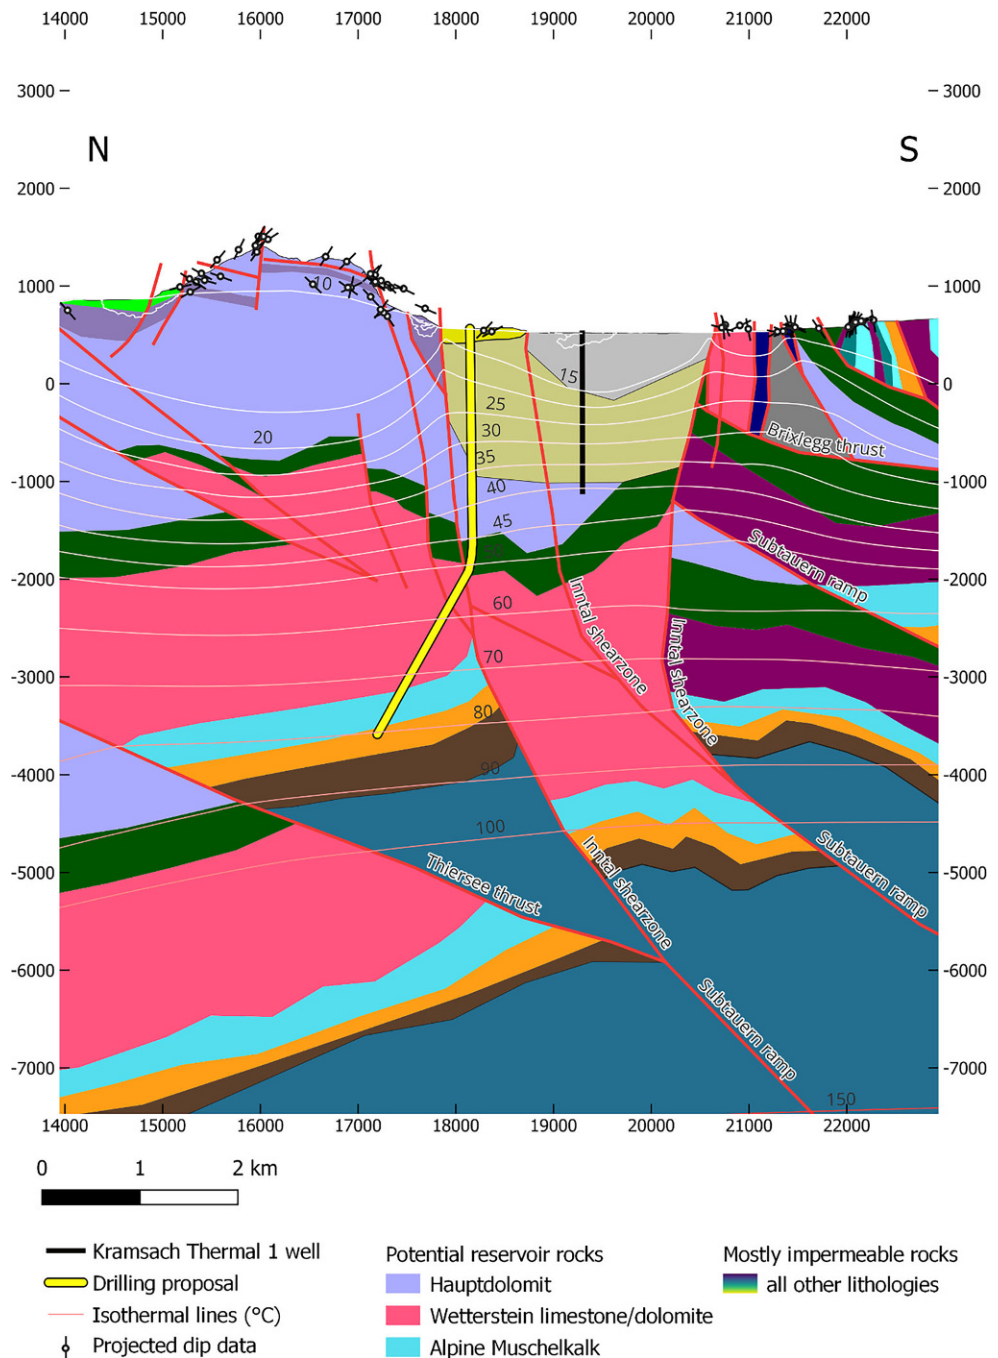 14000 15000 16000 17000 18000 19000 20000 21000 22000
3000 3000
N S
2000 2000
1000 1000
10
15
0 0
25
30
Brixlegg thrust
20
35
-1000 -1000
40
45
Subtauern ramp
-2000 -2000
60
Inntal shearzone
Inntal shearzone
70
-3000 -3000
80
90
-4000 -4000
100
Inntal shearzone
Subtauern ramp
Thiersee thrust
-5000 -5000
-6000 -6000
Subtauern ramp
-7000 -7000
150
14000 15000 16000 17000 18000 19000 20000 21000 22000
0 1 2 km
Kramsach Thermal 1 well
Drilling proposal
Isothermal lines (°C)
Projected dip data
Potential reservoir rocks
Hauptdolomit
Wetterstein limestone/dolomite
Alpine Muschelkalk
Mostly impermeable rocks
all other lithologies